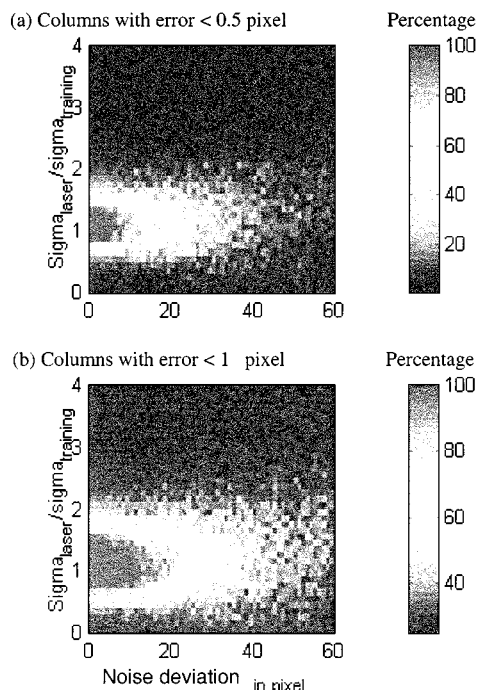 (a) Columns with error < 0.5 pixel
Percentage
4
3
2
1
0
Sigma_laser/sigma_training
0 20 40 60
100
80
60
40
20
(b) Columns with error < 1 pixel
Percentage
4
3
2
1
0
Sigma_laser/sigma_training
0 20 40 60
100
80
60
40
Noise deviation in pixel